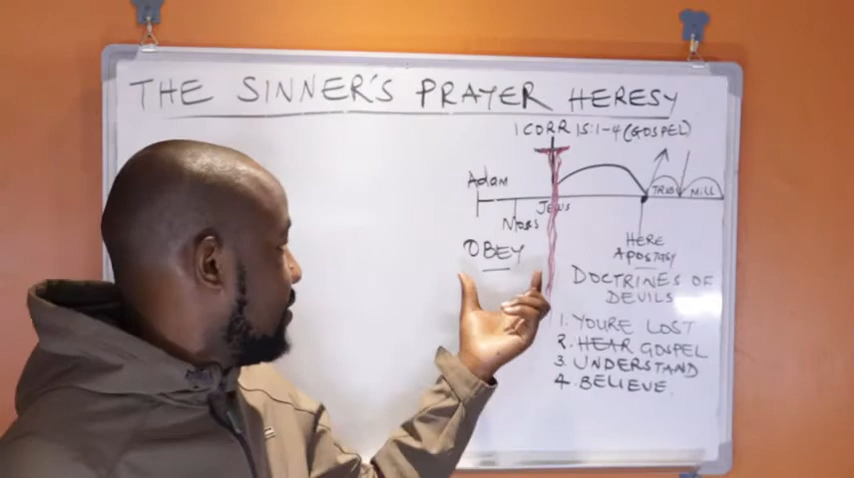 THE SINNER'S PRAYER HERESY
1 CORR 15:1-4 (GOSPEL)
Adam
TRIB
MILL
JEWS
Moses
OBEY
HERE
APOSTASY
DOCTRINES OF
DEVILS
1. YOURE LOST
2. HEAR GOSPEL
3. UNDERSTAND
4. BELIEVE.